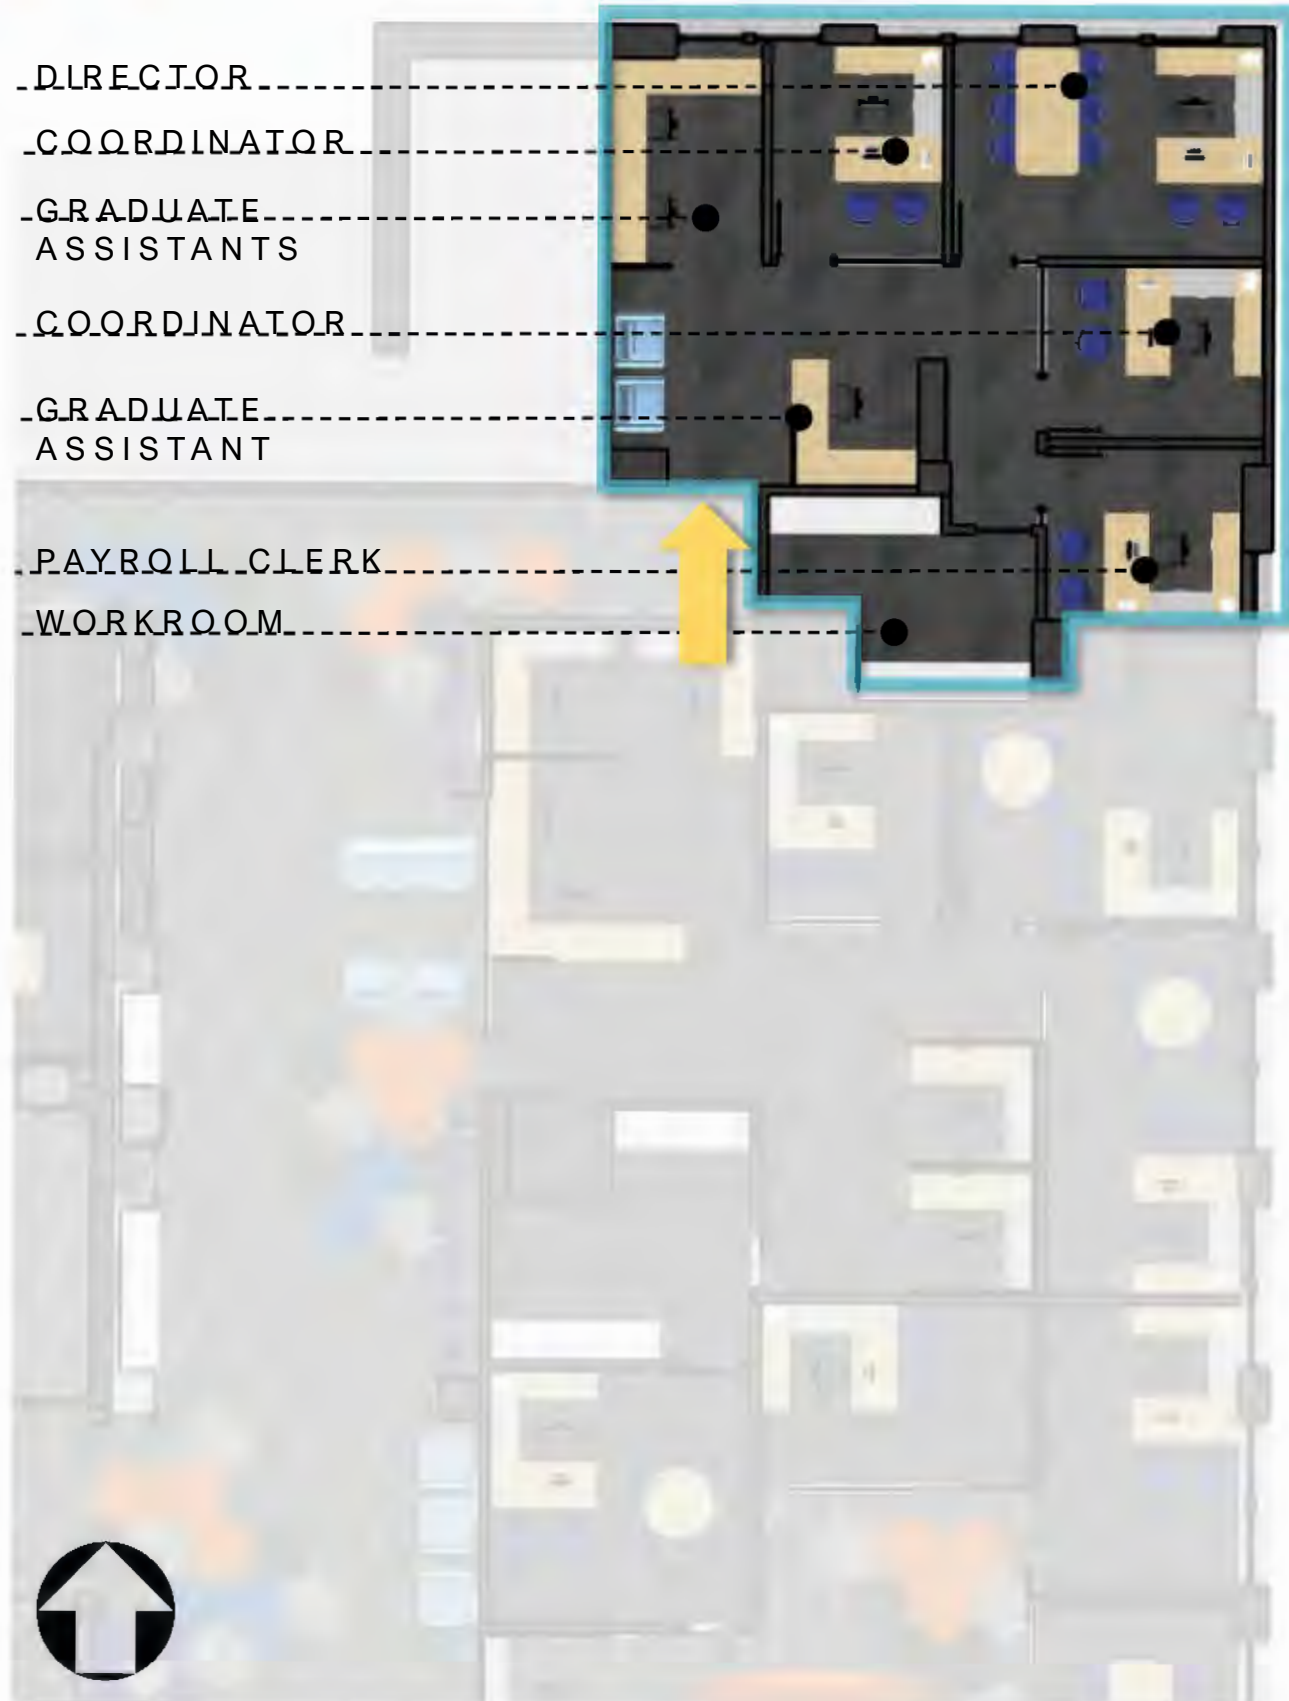 DIRECTOR
COORDINATOR
GRADUATE
ASSISTANTS
COORDINATOR
GRADUATE
ASSISTANT
PAYROLL CLERK
WORKROOM